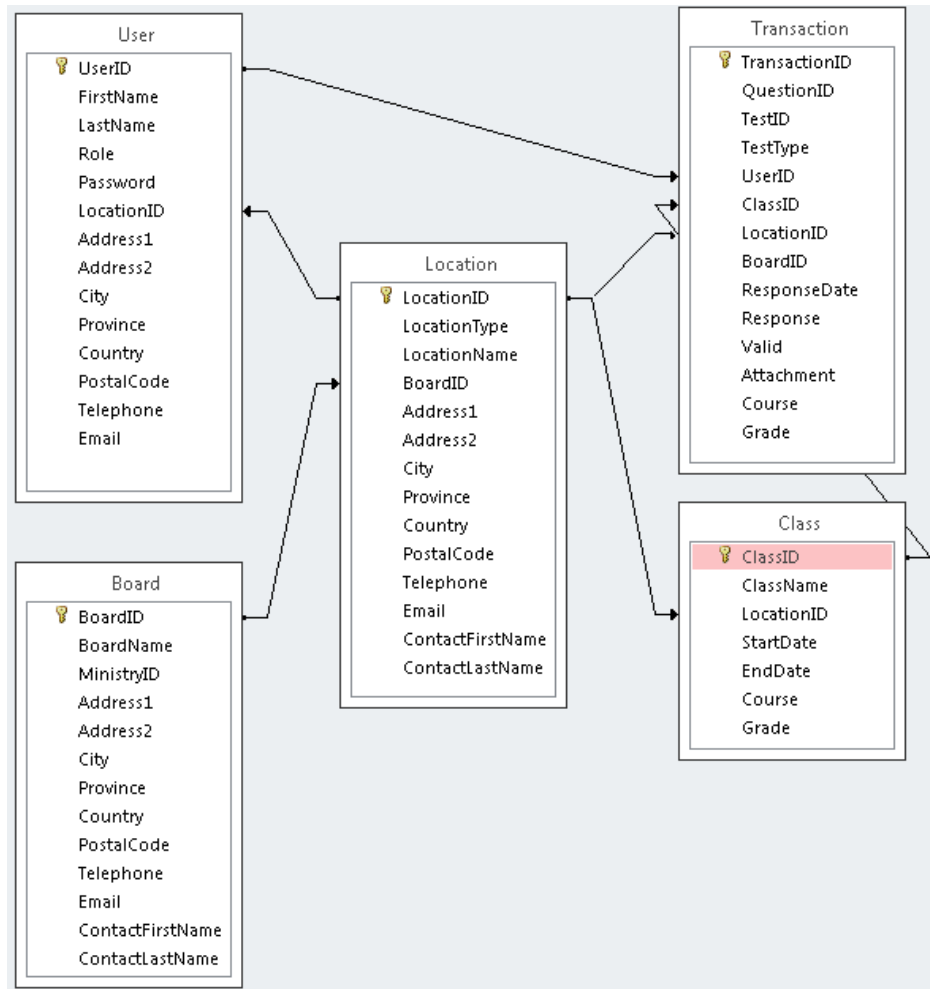 User
UserID
FirstName
LastName
Role
Password
LocationID
Address1
Address2
City
Province
Country
PostalCode
Telephone
Email
Board
BoardID
BoardName
MinistryID
Address1
Address2
City
Province
Country
PostalCode
Telephone
Email
ContactFirstName
ContactLastName
Location
LocationID
LocationType
LocationName
BoardID
Address1
Address2
City
Province
Country
PostalCode
Telephone
Email
ContactFirstName
ContactLastName
Transaction
TransactionID
QuestionID
TestID
TestType
UserID
ClassID
LocationID
BoardID
ResponseDate
Response
Valid
Attachment
Course
Grade
Class
ClassID
ClassName
LocationID
StartDate
EndDate
Course
Grade